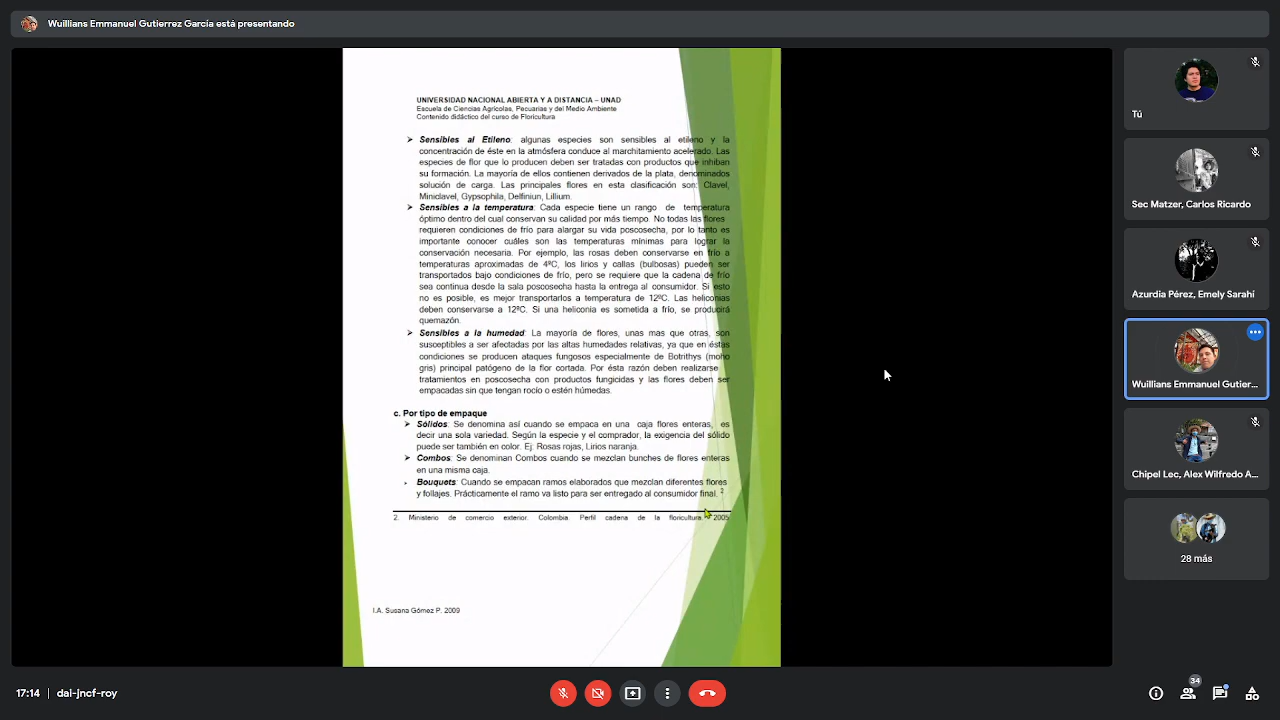 Wuillians Emmanuel Gutierrez García está presentando
UNIVERSIDAD NACIONAL ABIERTA Y A DISTANCIA – UNAD
Escuela de Ciencias Agrícolas, Pecuarias y del Medio Ambiente
Contenido didáctico del curso de Floricultura
➢ Sensibles al Etileno: algunas especies son sensibles al etileno y la
concentración de éste en la atmósfera conduce al marchitamiento acelerado. Las
especies de flor que lo producen deben ser tratadas con productos que inhiban
su formación. La mayoría de ellos contienen derivados de la plata, denominados
solución de carga. Las principales flores en esta clasificación son: Clavel,
Miniclavel, Gypsophila, Delfiniun, Lillium.
➢ Sensibles a la temperatura: Cada especie tiene un rango de temperatura
óptimo dentro del cual conservan su calidad por más tiempo. No todas las flores
requieren condiciones de frío para alargar su vida poscosecha, por lo tanto es
importante conocer cuáles son las temperaturas mínimas para lograr la
conservación necesaria. Por ejemplo, las rosas deben conservarse en frío a
temperaturas aproximadas de 4ºC, los lirios y callas (bulbosas) pueden ser
transportados bajo condiciones de frío, pero se requiere que la cadena de frío
sea continua desde la sala poscosecha hasta la entrega al consumidor. Si esto
no es posible, es mejor transportarlos a temperatura de 12ºC. Las heliconias
deben conservarse a 12ºC. Si una heliconia es sometida a frío, se producirá
quemazón.
➢ Sensibles a la humedad: La mayoría de flores, unas mas que otras, son
susceptibles a ser afectadas por las altas humedades relativas, ya que en éstas
condiciones se producen ataques fungosos especialmente de Botrithys (moho
gris) principal patógeno de la flor cortada. Por ésta razón deben realizarse
tratamientos en poscosecha con productos fungicidas y las flores deben ser
empacadas sin que tengan rocío o estén húmedas.
c. Por tipo de empaque
➢ Sólidos: Se denomina así cuando se empaca en una caja flores enteras, es
decir una sola variedad. Según la especie y el comprador, la exigencia del sólido
puede ser también en color. Ej: Rosas rojas, Lirios naranja.
➢ Combos: Se denominan Combos cuando se mezclan bunches de flores enteras
en una misma caja.
➢ Bouquets: Cuando se empacan ramos elaborados que mezclan diferentes flores
y follajes. Prácticamente el ramo va listo para ser entregado al consumidor final. 2
2. Ministerio de comercio exterior. Colombia. Perfil cadena de la floricultura. 2005
I.A. Susana Gómez P. 2009
Tú
Sec Matzer, Carlos Ricardo
Azurdia Pérez, Emely Sarahí
Wuillians Emmanuel Gutier...
Chipel Lec, Alex Wilfredo A...
28 más
17:14 | dal-jncf-roy
34